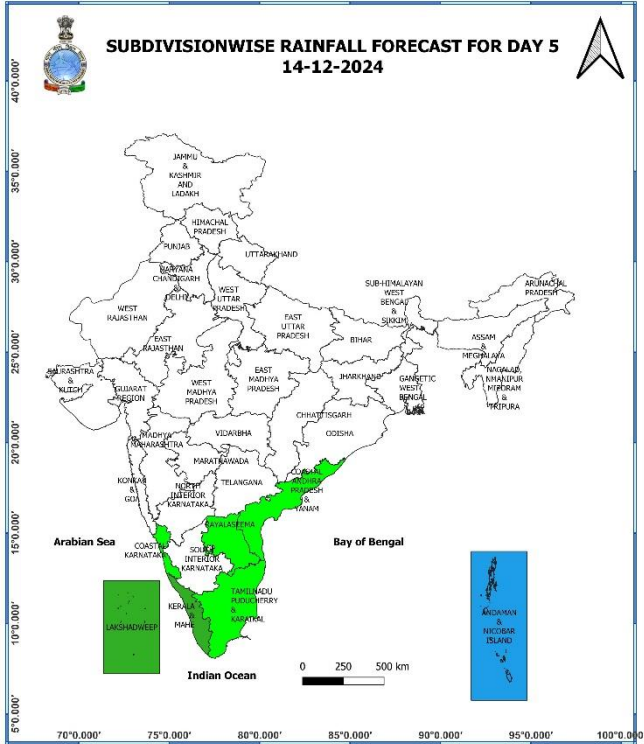 SUBDIVISIONWISE RAINFALL FORECAST FOR DAY 5
14-12-2024
40°0.000'
35°0.000'
30°0.000'
25°0.000'
20°0.000'
15°0.000'
10°0.000'
5°0.000'
JAMMU
&
KASHMIR
AND
LADAKH
HIMACHAL
PRADESH
PUNJAB
UTTARAKHAND
HARYANA
CHANDIGARH
&
DELHI
WEST
UTTAR
PRADESH
SUB-HIMALAYAN
WEST
BENGAL
&
SIKKIM
ARUNACHAL
PRADESH
WEST
RAJASTHAN
EAST
UTTAR
PRADESH
EAST
RAJASTHAN
BIHAR
ASSAM
&
MEGHALAYA
SAURASHTRA
&
KUTCH
GUJARAT
REGION
WEST
MADHYA
PRADESH
EAST
MADHYA
PRADESH
JHARKHAND
GANGETIC
WEST
BENGAL
NAGALAD,
NMANIPUR
MIZORAM
&
TRIPURA
CHHATTISGARH
ODISHA
MADHYA
MAHARASHTRA
VIDARBHA
MARATHWADA
KONKAN
&
GOA
NORTH
INTERIOR
KARNATAKA
TELANGANA
COASTAL
ANDHRA
PRADESH
&
YANAM
RAYALASEEMA
Arabian Sea
COASTAL
KARNATAKA
SOUTH
INTERIOR
KARNATAKA
Bay of Bengal
LAKSHADWEEP
KERALA
&
MAHE
TAMILNADU
PUDUCHERRY
&
KARAIKAL
ANDAMAN
&
NICOBAR
ISLAND
Indian Ocean
0 250 500 km
70°0.000' 75°0.000' 80°0.000' 85°0.000' 90°0.000' 95°0.000' 100°0.000'